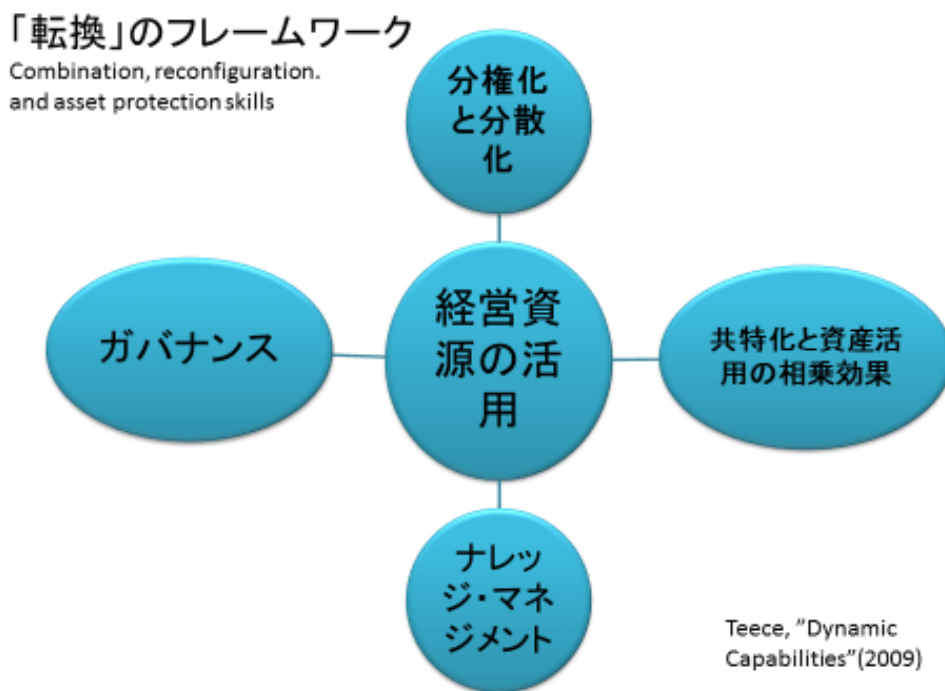 「転換」のフレームワーク
Combination, reconfiguration.
and asset protection skills
分権化
と分散
化
ガバナンス
経営資
源の活
用
共特化と資産活
用の相乗効果
ナレッ
ジ・マネ
ジメント
Teece, ”Dynamic
Capabilities”(2009)